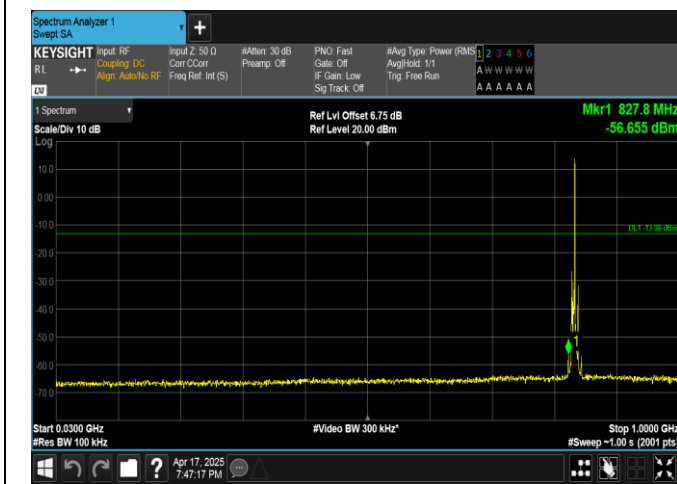 Spectrum Analyzer 1
Swept SA
+
KEYSIGHT Input: RF Input Z: 50 Ω #Atten: 30 dB PNO: Fast #Avg Type: Power (RMS 1 2 3 4 5 6
RL Coupling: DC Corr CCorr Preamp: Off Gate: Off Avg|Hold: 1/1 A W W W W W
Align: Auto/No RF Freq Ref: Int (S) IF Gain: Low Trig: Free Run
Sig Track: Off A A A A A A
LXI
1 Spectrum Ref Lvl Offset 6.75 dB Mkr1 827.8 MHz
Scale/Div 10 dB Ref Level 20.00 dBm -56.655 dBm
Log
10.0
0.00
-10.0
DL1 -13.00 dBm
-20.0
-30.0
-40.0
-50.0
1
-60.0
-70.0
Start 0.0300 GHz #Video BW 300 kHz* Stop 1.0000 GHz
#Res BW 100 kHz #Sweep ~1.00 s (2001 pts)
? Apr 17, 2025
7:47:17 PM